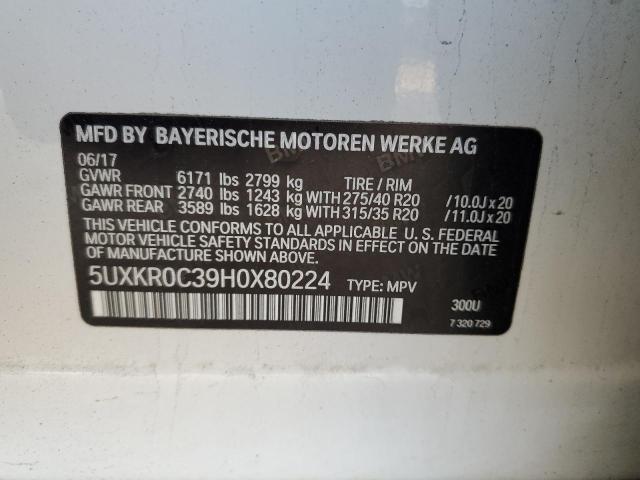 MFD BY BAYERISCHE MOTOREN WERKE AG
06/17
GVWR 6171 lbs 2799 kg TIRE / RIM
GAWR FRONT 2740 lbs 1243 kg WITH 275/40 R20 /10.0J x 20
GAWR REAR 3589 lbs 1628 kg WITH 315/35 R20 /11.0J x 20
THIS VEHICLE CONFORMS TO ALL APPLICABLE U. S. FEDERAL
MOTOR VEHICLE SAFETY STANDARDS IN EFFECT ON THE DATE OF
MANUFACTURE SHOWN ABOVE.
5UXKR0C39H0X80224 TYPE: MPV
300U
7 320 729